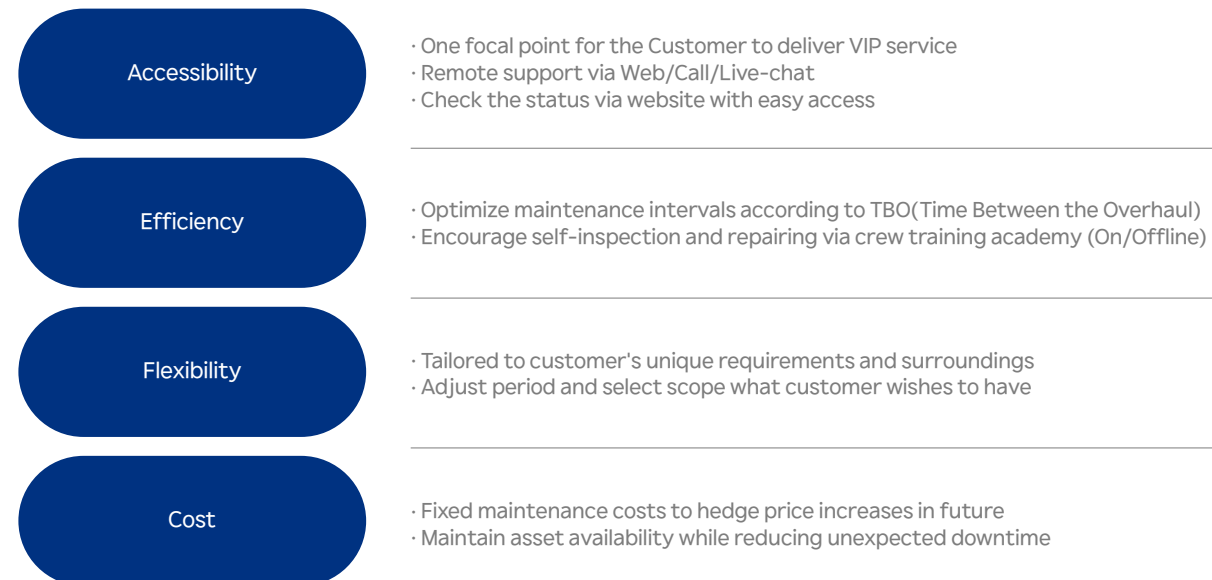 Accessibility
· One focal point for the Customer to deliver VIP service
· Remote support via Web/Call/Live-chat
· Check the status via website with easy access
Efficiency
· Optimize maintenance intervals according to TBO(Time Between the Overhaul)
· Encourage self-inspection and repairing via crew training academy (On/Offline)
Flexibility
· Tailored to customer's unique requirements and surroundings
· Adjust period and select scope what customer wishes to have
Cost
· Fixed maintenance costs to hedge price increases in future
· Maintain asset availability while reducing unexpected downtime